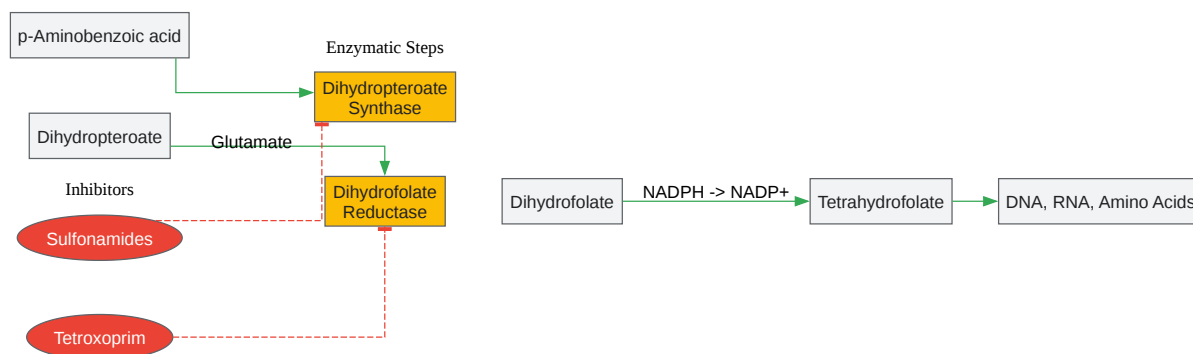 p-Aminobenzoic acid
Enzymatic Steps
Dihydropteroate
Synthase
Dihydropteroate
Glutamate
Inhibitors
Dihydrofolate
Reductase
Dihydrofolate
NADPH -> NADP+
Tetrahydrofolate
DNA, RNA, Amino Acids
Sulfonamides
Tetroxoprim